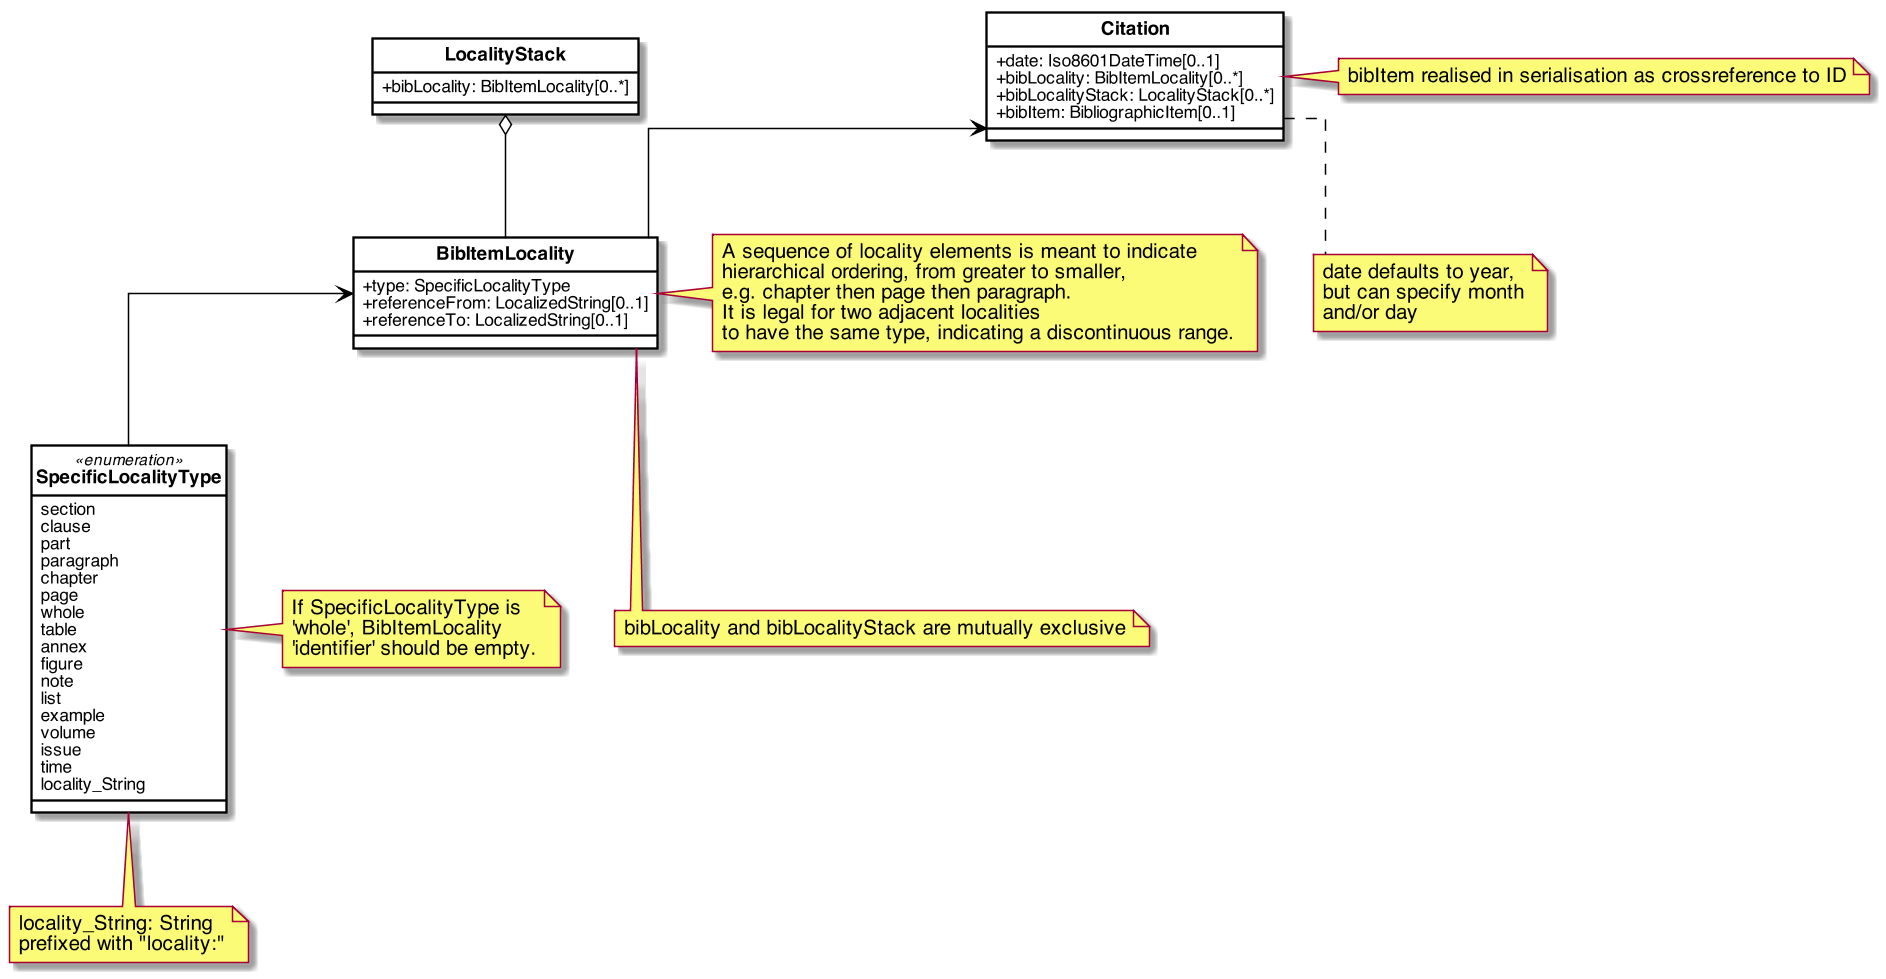 LocalityStack
+bibLocality: BibItemLocality[0..*]
Citation
+date: Iso8601DateTime[0..1]
+bibLocality: BibItemLocality[0..*]
+bibLocalityStack: LocalityStack[0..*]
+bibItem: BibliographicItem[0..1]
bibItem realised in serialisation as crossreference to ID
BibItemLocality
+type: SpecificLocalityType
+referenceFrom: LocalizedString[0..1]
+referenceTo: LocalizedString[0..1]
A sequence of locality elements is meant to indicate
hierarchical ordering, from greater to smaller,
e.g. chapter then page then paragraph.
It is legal for two adjacent localities
to have the same type, indicating a discontinuous range.
date defaults to year,
but can specify month
and/or day
«enumeration»
SpecificLocalityType
section
clause
part
paragraph
chapter
page
whole
table
annex
figure
note
list
example
volume
issue
time
locality_String
If SpecificLocalityType is
'whole', BibItemLocality
'identifier' should be empty.
bibLocality and bibLocalityStack are mutually exclusive
locality_String: String
prefixed with "locality:"